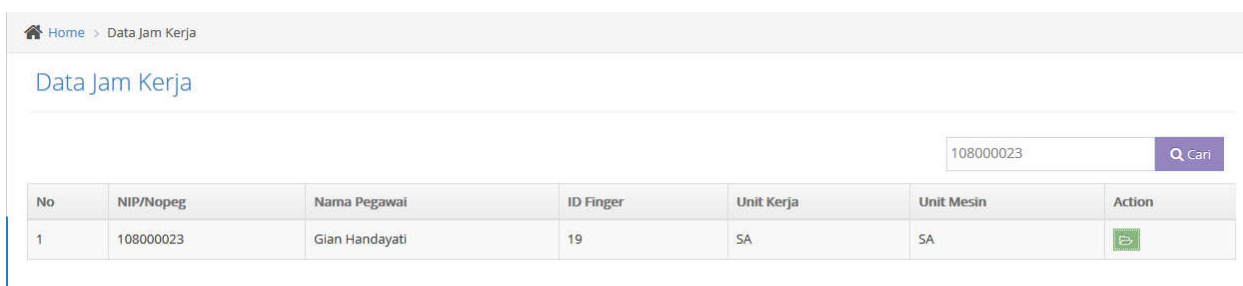 Home > Data Jam Kerja
Data Jam Kerja
108000023 Cari
No NIP/Nopeg Nama Pegawai ID Finger Unit Kerja Unit Mesin Action
1 108000023 Gian Handayati 19 SA SA